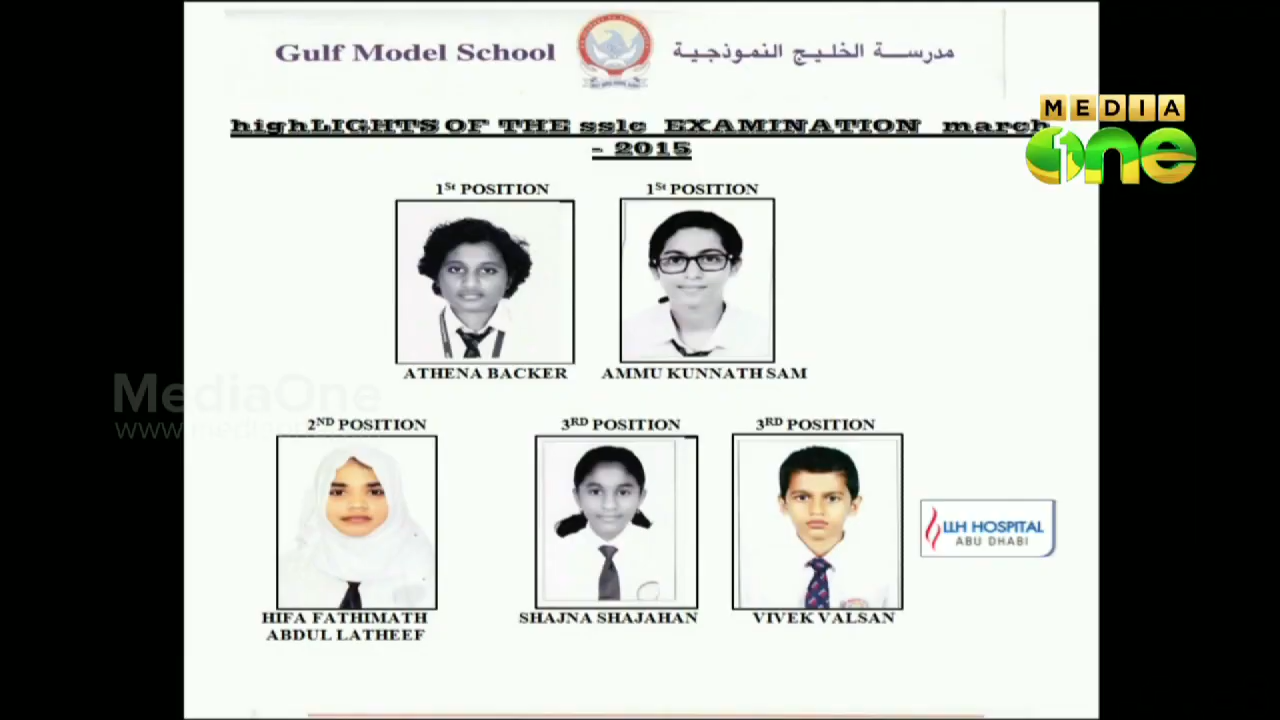 Gulf Model School
مدرسة الخليج النموذجية
MEDIA
one
highLIGHTS OF THE sslc EXAMINATION march
- 2015
1St POSITION
1St POSITION
ATHENA BACKER
AMMU KUNNATH SAM
MediaOne
www.mediaone
2ND POSITION
3RD POSITION
3RD POSITION
LLH HOSPITAL
ABU DHABI
HIFA FATHIMATH
ABDUL LATHEEF
SHAJNA SHAJAHAN
VIVEK VALSAN